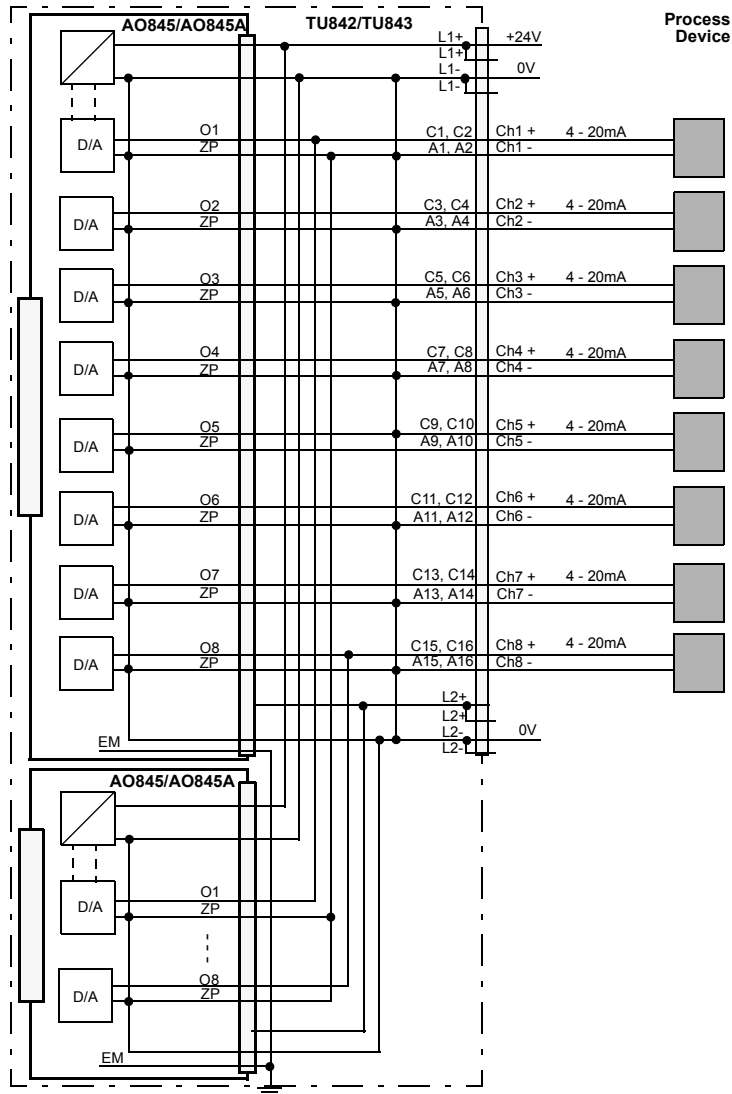 AO845/AO845A TU842/TU843 Process
Device
L1+ +24V
L1+
L1- 0V
L1-
D/A O1 C1, C2 Ch1 + 4 - 20mA
ZP A1, A2 Ch1 -
D/A O2 C3, C4 Ch2 + 4 - 20mA
ZP A3, A4 Ch2 -
D/A O3 C5, C6 Ch3 + 4 - 20mA
ZP A5, A6 Ch3 -
D/A O4 C7, C8 Ch4 + 4 - 20mA
ZP A7, A8 Ch4 -
D/A O5 C9, C10 Ch5 + 4 - 20mA
ZP A9, A10 Ch5 -
D/A O6 C11, C12 Ch6 + 4 - 20mA
ZP A11, A12 Ch6 -
D/A O7 C13, C14 Ch7 + 4 - 20mA
ZP A13, A14 Ch7 -
D/A O8 C15, C16 Ch8 + 4 - 20mA
ZP A15, A16 Ch8 -
L2+
L2+
L2- 0V
L2-
EM
AO845/AO845A
D/A O1
ZP
D/A O8
ZP
EM